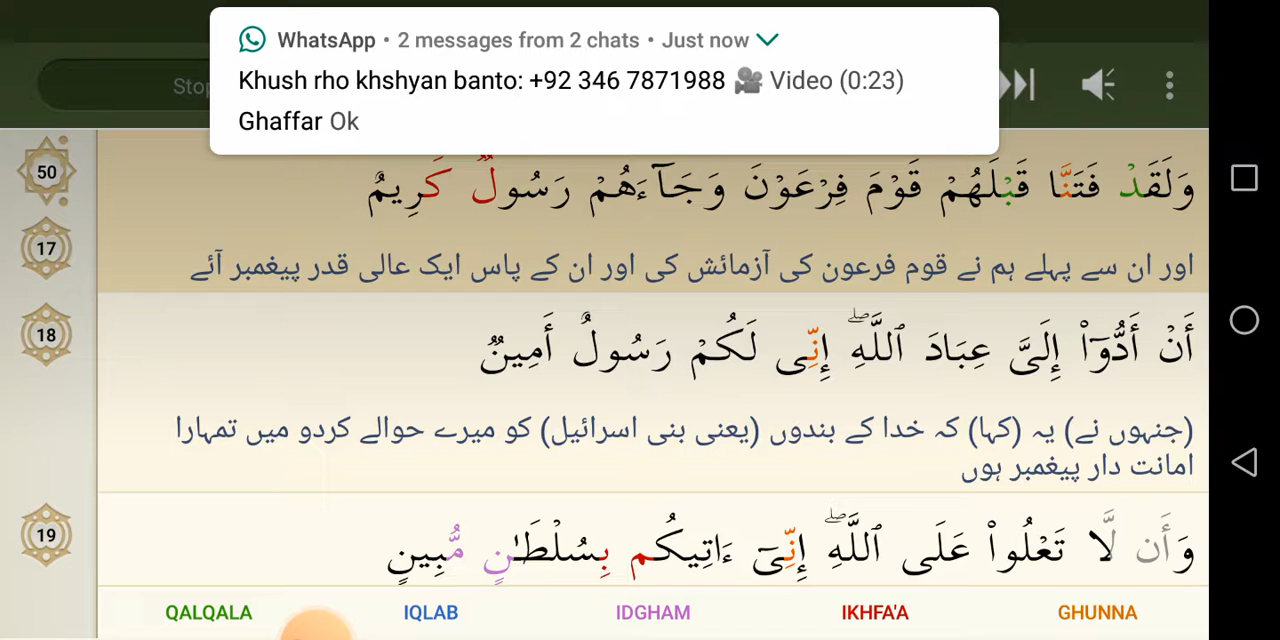 WhatsApp • 2 messages from 2 chats • Just now
Khush rho khshyan banto: +92 346 7871988 🎥 Video (0:23)
Ghaffar Ok
Stop
50
وَلَقَدْ فَتَنَّا قَبْلَهُمْ قَوْمَ فِرْعَوْنَ وَجَآءَهُمْ رَسُولٌ كَرِيمٌ
17
اور ان سے پہلے ہم نے قوم فرعون کی آزمائش کی اور ان کے پاس ایک عالی قدر پیغمبر آئے
18
أَنْ أَدُّوٓا۟ إِلَىَّ عِبَادَ ٱللَّهِ ۖ إِنِّى لَكُمْ رَسُولٌ أَمِينٌ
(جنہوں نے) یہ (کہا) کہ خدا کے بندوں (یعنی بنی اسرائیل) کو میرے حوالے کردو میں تمہارا
امانت دار پیغمبر ہوں
19
وَأَن لَّا تَعْلُوا۟ عَلَى ٱللَّهِ ۖ إِنِّىٓ ءَاتِيكُم بِسُلْطَـٰنٍ مُّبِينٍ
QALQALA IQLAB IDGHAM IKHFA'A GHUNNA